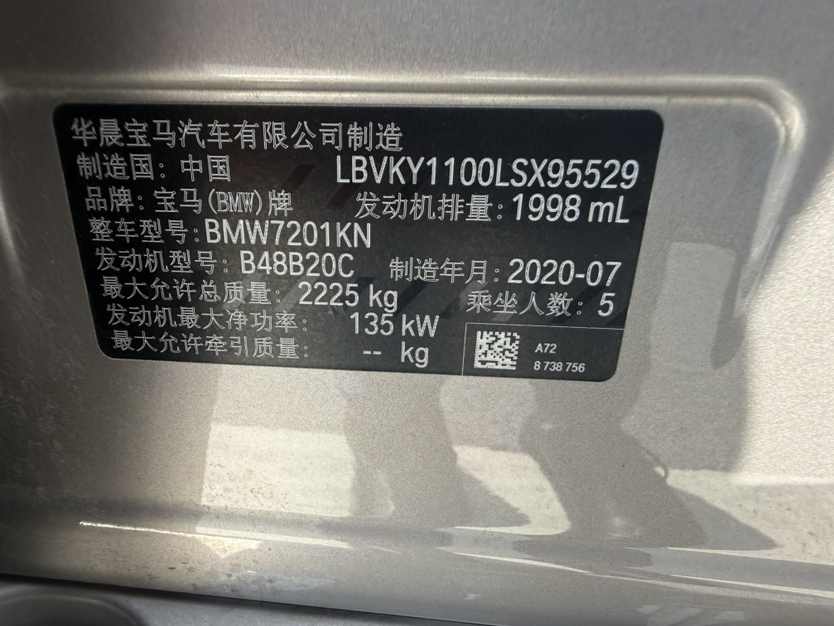 华晨宝马汽车有限公司制造
制造国: 中国 LBVKY1100LSX95529
品牌: 宝马(BMW)牌 发动机排量: 1998 mL
整车型号: BMW7201KN
发动机型号: B48B20C 制造年月: 2020-07
最大允许总质量: 2225 kg 乘坐人数: 5
发动机最大净功率: 135 kW
最大允许牵引质量: -- kg
A72
8 738 756